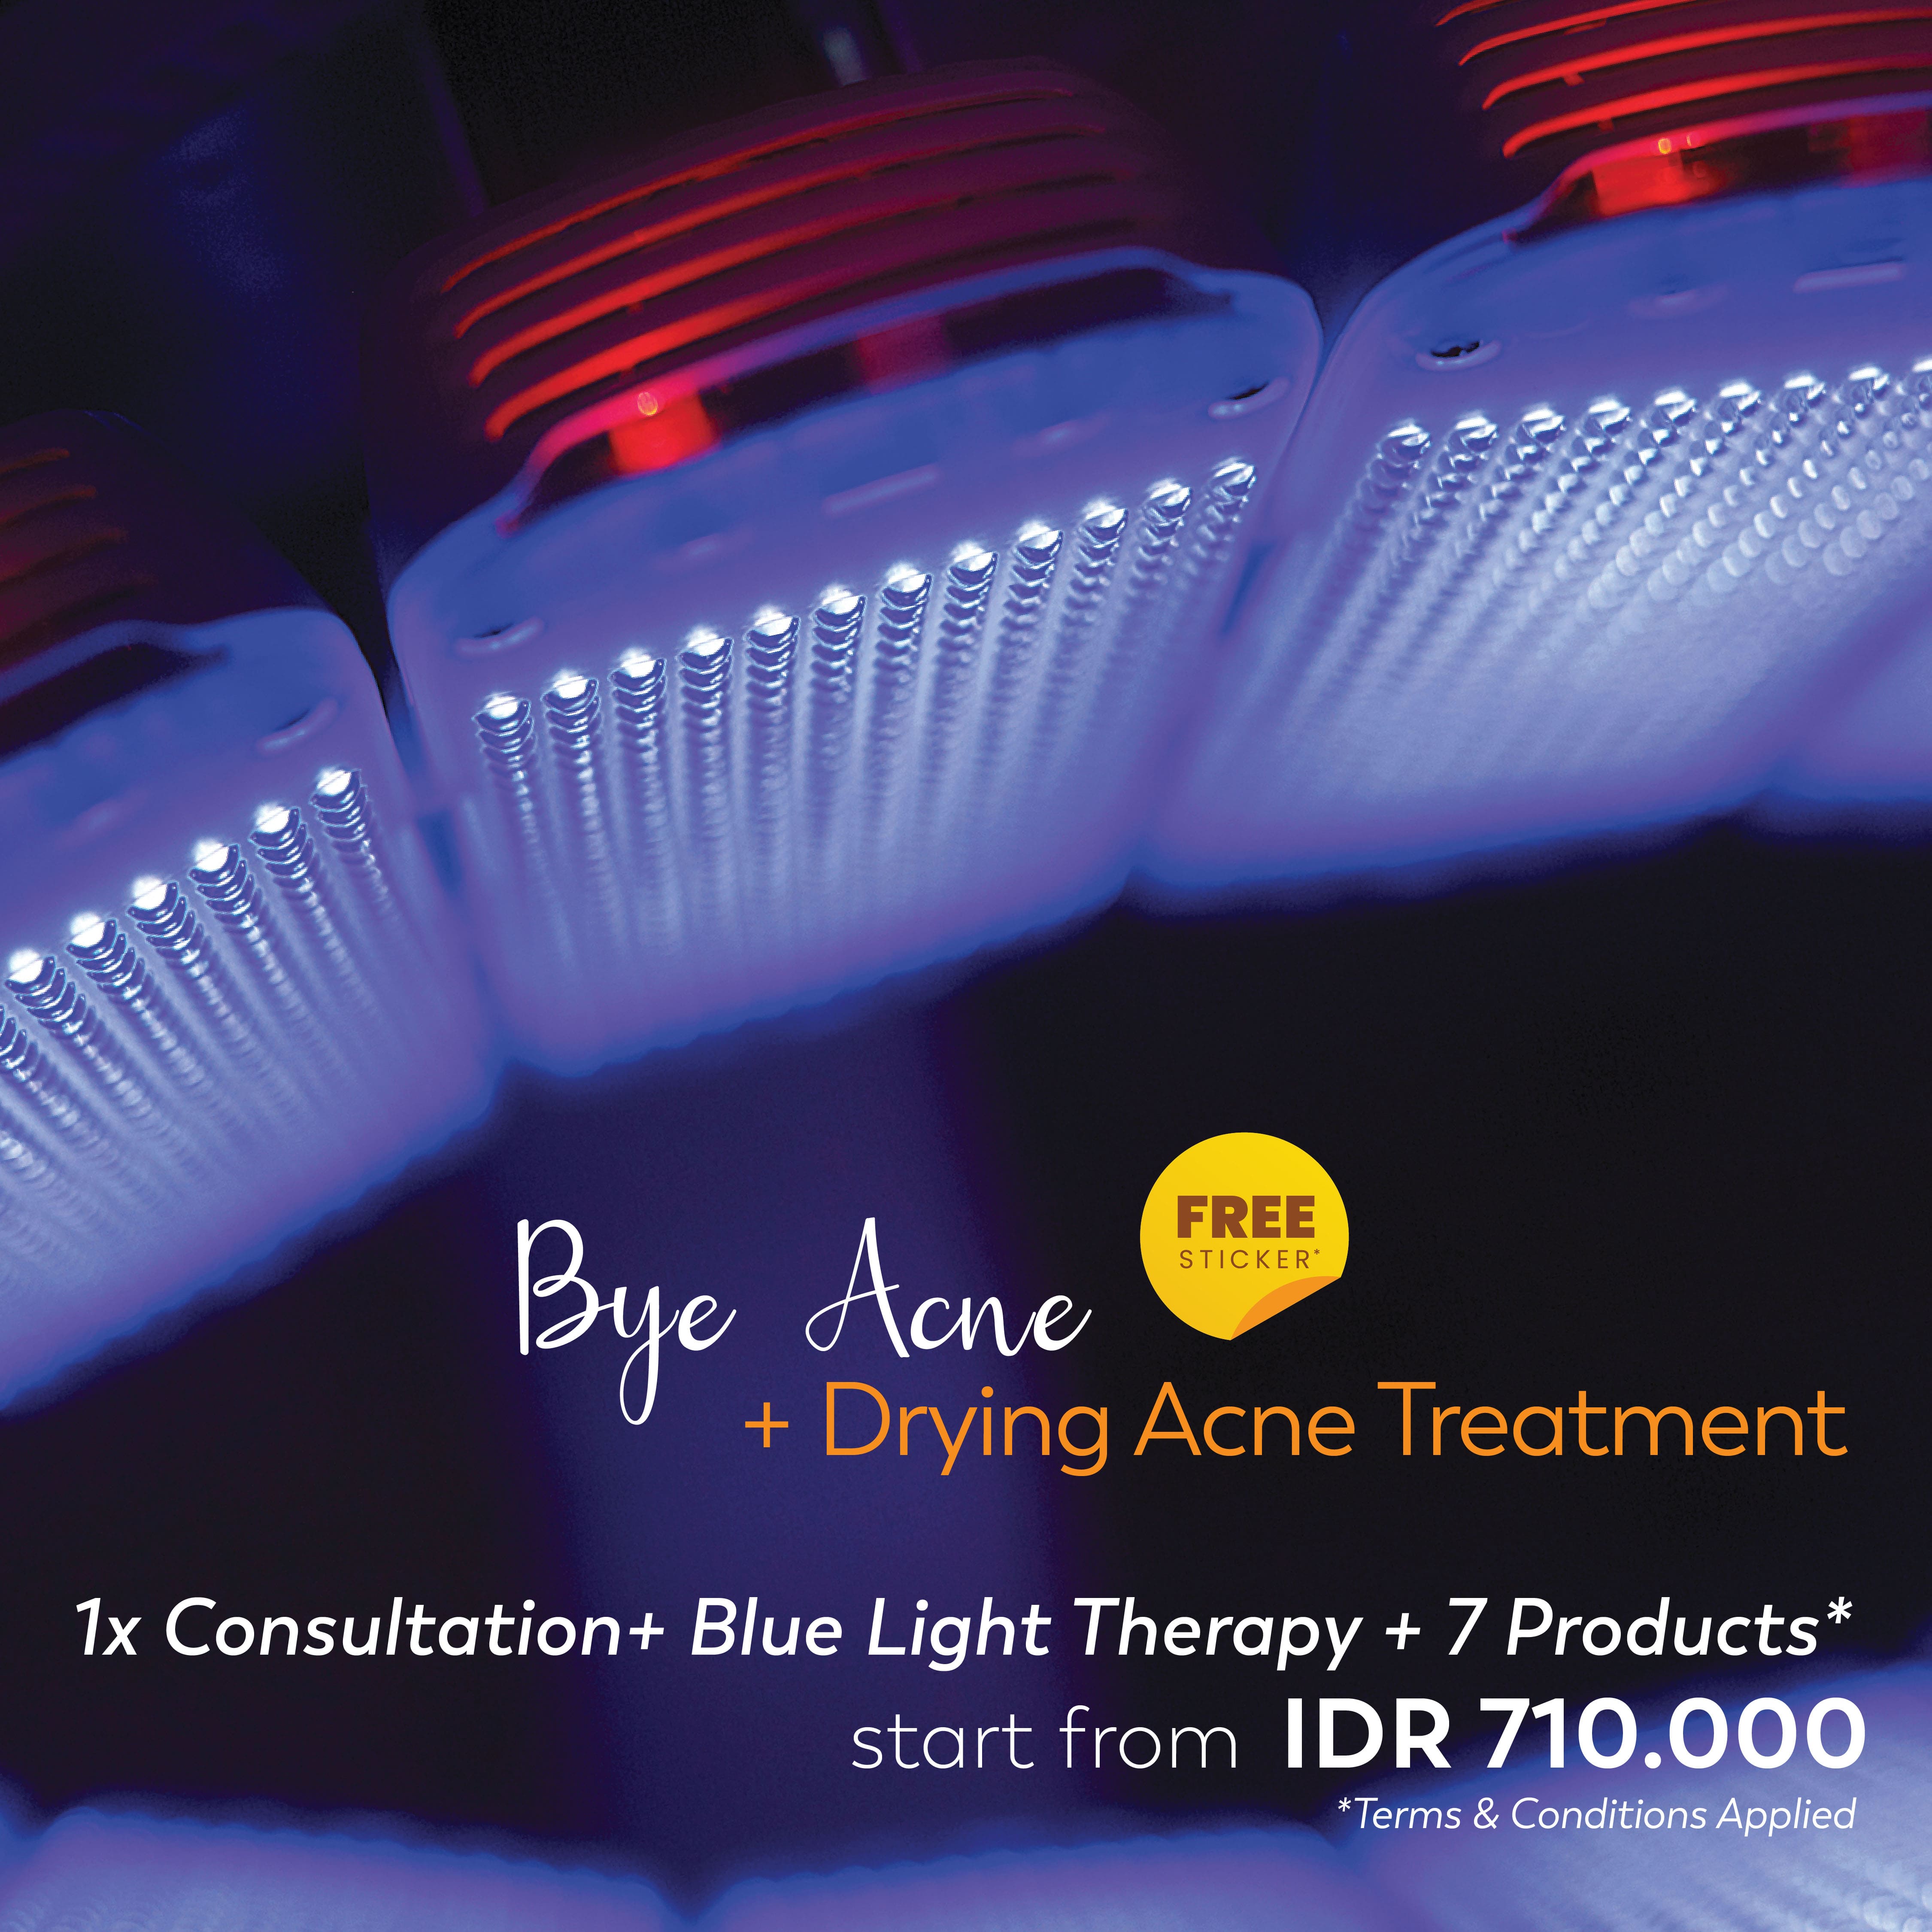 Bye Acne
FREE
STICKER*
+ Drying Acne Treatment
1x Consultation+ Blue Light Therapy + 7 Products*
start from IDR 710.000
*Terms & Conditions Applied